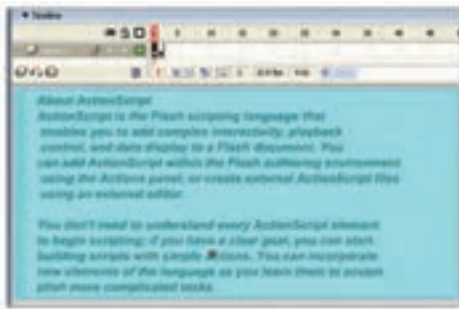 Timeline
About ActionScript
ActionScript is the Flash scripting language that
enables you to add complex interactivity, playback
control, and data display to a Flash document. You
can add ActionScript within the Flash authoring environment
using the Actions panel, or create external ActionScript files
using an external editor.
You don't need to understand every ActionScript element
to begin scripting; if you have a clear goal, you can start
building scripts with simple tions. You can incorporate
new elements of the language as you learn them to accom
plish more complicated tasks